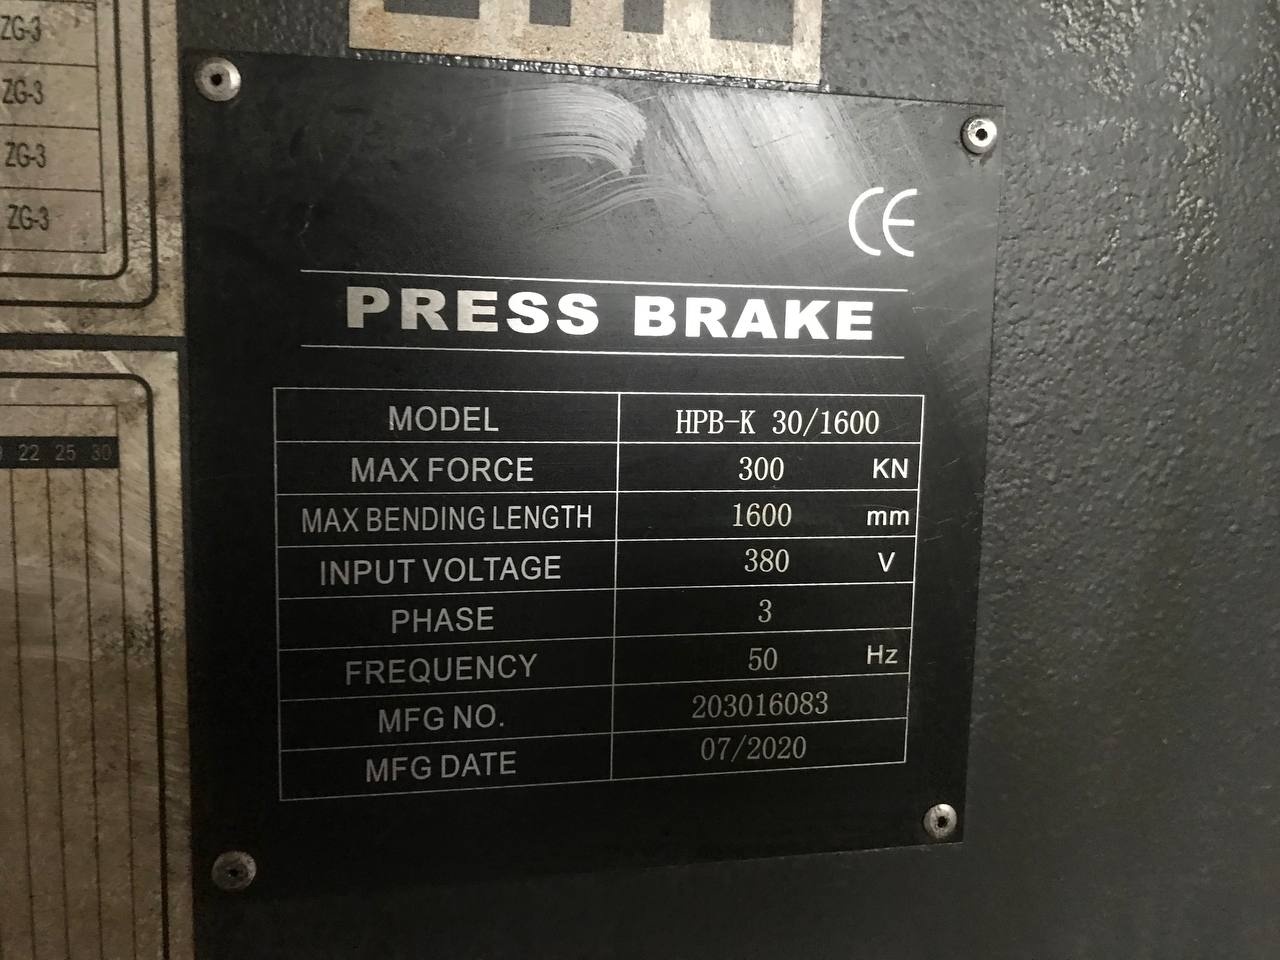 ZG-3
ZG-3
ZG-3
ZG-3
22 25 30
CE
PRESS BRAKE
MODEL HPB-K 30/1600
MAX FORCE 300 KN
MAX BENDING LENGTH 1600 mm
INPUT VOLTAGE 380 V
PHASE 3
FREQUENCY 50 Hz
MFG NO. 203016083
MFG DATE 07/2020